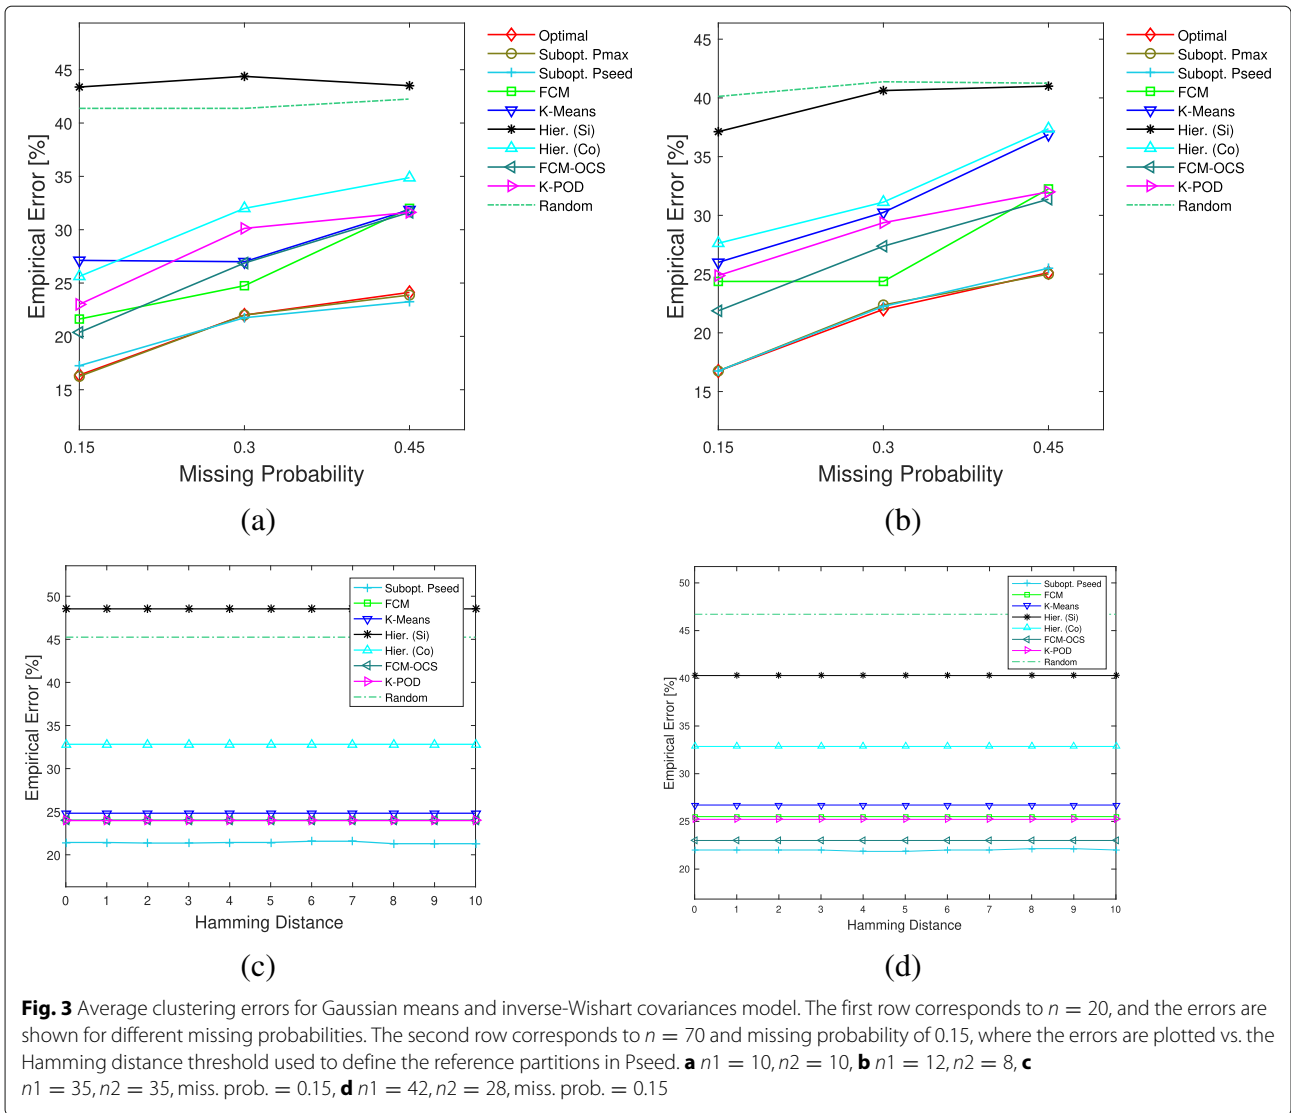 45
40
35
30
25
20
15
0.15 0.3 0.45
Missing Probability
Empirical Error [%]
Optimal
Subopt. Pmax
Subopt. Pseed
FCM
K-Means
Hier. (Si)
Hier. (Co)
FCM-OCS
K-POD
Random
(a)
45
40
35
30
25
20
15
0.15 0.3 0.45
Missing Probability
Empirical Error [%]
Optimal
Subopt. Pmax
Subopt. Pseed
FCM
K-Means
Hier. (Si)
Hier. (Co)
FCM-OCS
K-POD
Random
(b)
50
45
40
35
30
25
20
0 1 2 3 4 5 6 7 8 9 10
Hamming Distance
Empirical Error [%]
Subopt. Pseed
FCM
K-Means
Hier. (Si)
Hier. (Co)
FCM-OCS
K-POD
Random
(c)
50
45
40
35
30
25
20
0 1 2 3 4 5 6 7 8 9 10
Hamming Distance
Empirical Error [%]
Subopt. Pseed
FCM
K-Means
Hier. (Si)
Hier. (Co)
FCM-OCS
K-POD
Random
(d)
Fig. 3 Average clustering errors for Gaussian means and inverse-Wishart covariances model. The first row corresponds to n = 20, and the errors are
shown for different missing probabilities. The second row corresponds to n = 70 and missing probability of 0.15, where the errors are plotted vs. the
Hamming distance threshold used to define the reference partitions in Pseed. a n1 = 10, n2 = 10, b n1 = 12, n2 = 8, c
n1 = 35, n2 = 35, miss. prob. = 0.15, d n1 = 42, n2 = 28, miss. prob. = 0.15